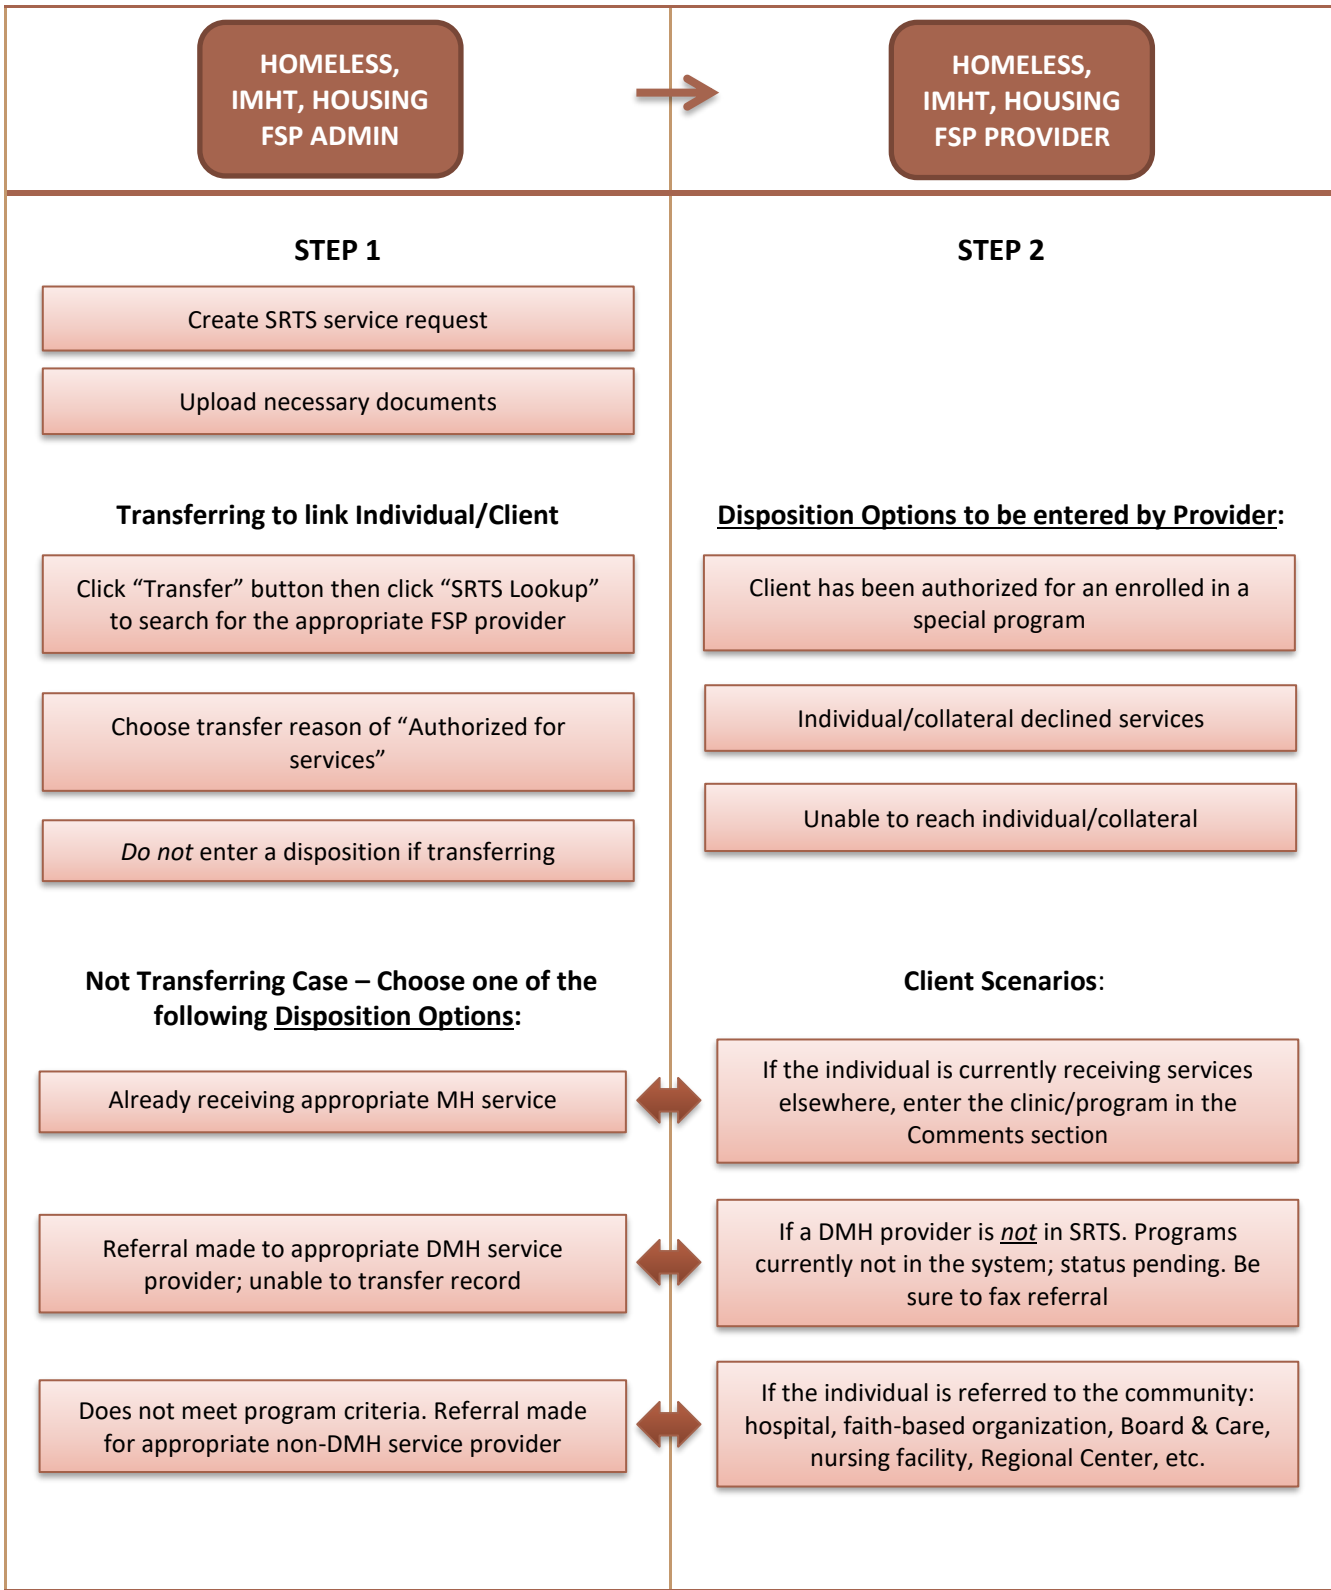 HOMELESS,
IMHT, HOUSING
FSP ADMIN
HOMELESS,
IMHT, HOUSING
FSP PROVIDER
STEP 1
Create SRTS service request
Upload necessary documents
Transferring to link Individual/Client
Click “Transfer” button then click “SRTS Lookup”
to search for the appropriate FSP provider
Choose transfer reason of “Authorized for
services”
Do not enter a disposition if transferring
Not Transferring Case – Choose one of the
following Disposition Options:
Already receiving appropriate MH service
Referral made to appropriate DMH service
provider; unable to transfer record
Does not meet program criteria. Referral made
for appropriate non-DMH service provider
STEP 2
Disposition Options to be entered by Provider:
Client has been authorized for an enrolled in a
special program
Individual/collateral declined services
Unable to reach individual/collateral
Client Scenarios:
If the individual is currently receiving services
elsewhere, enter the clinic/program in the
Comments section
If a DMH provider is not in SRTS. Programs
currently not in the system; status pending. Be
sure to fax referral
If the individual is referred to the community:
hospital, faith-based organization, Board & Care,
nursing facility, Regional Center, etc.